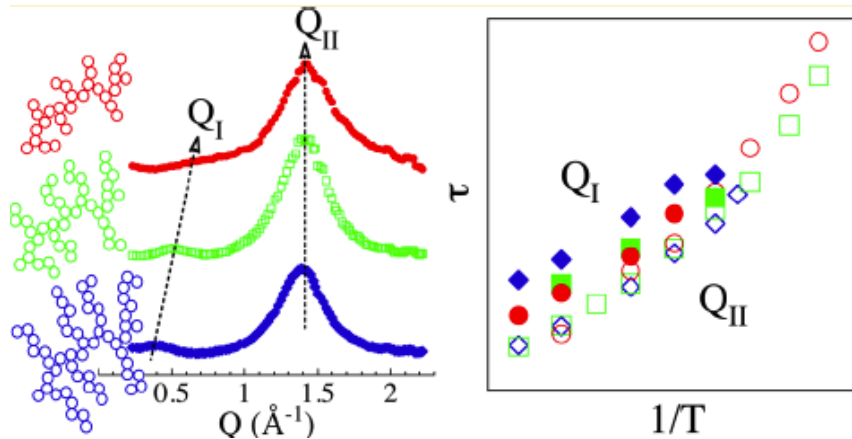 Q_II
Q_I
0.5 1 1.5 2
Q (Å⁻¹)
τ
Q_I
Q_II
1/T